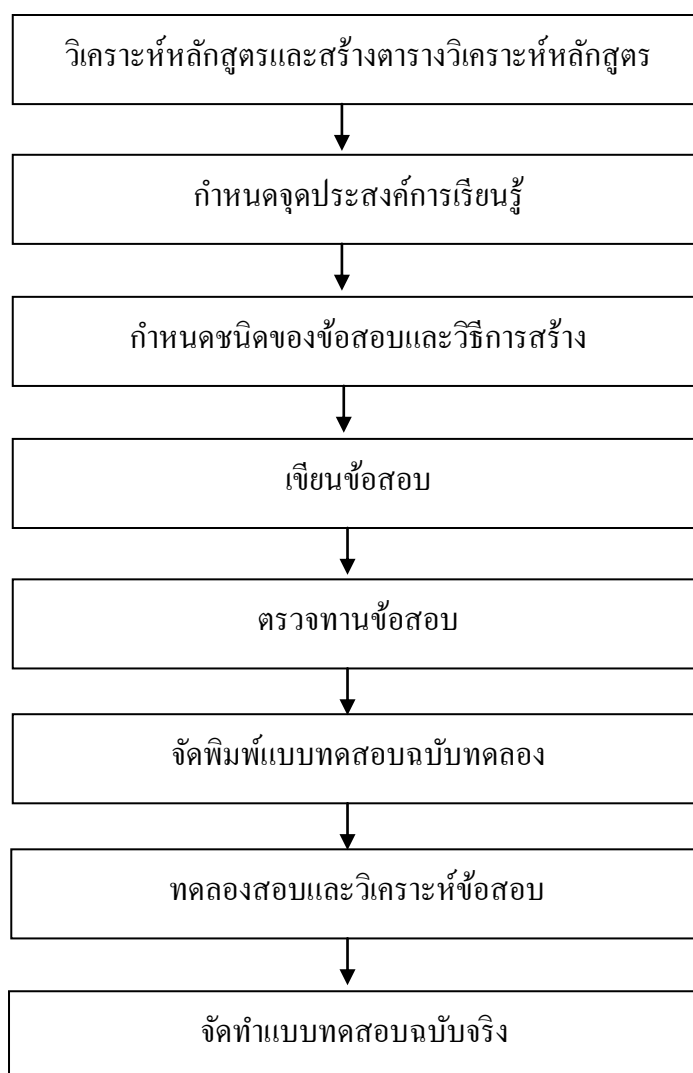 วิเคราะห์หลักสูตรและสร้างตารางวิเคราะห์หลักสูตร
กำหนดจุดประสงค์การเรียนรู้
กำหนดชนิดของข้อสอบและวิธีการสร้าง
เขียนข้อสอบ
ตรวจทานข้อสอบ
จัดพิมพ์แบบทดสอบฉบับทดลอง
ทดลองสอบและวิเคราะห์ข้อสอบ
จัดทำแบบทดสอบฉบับจริง